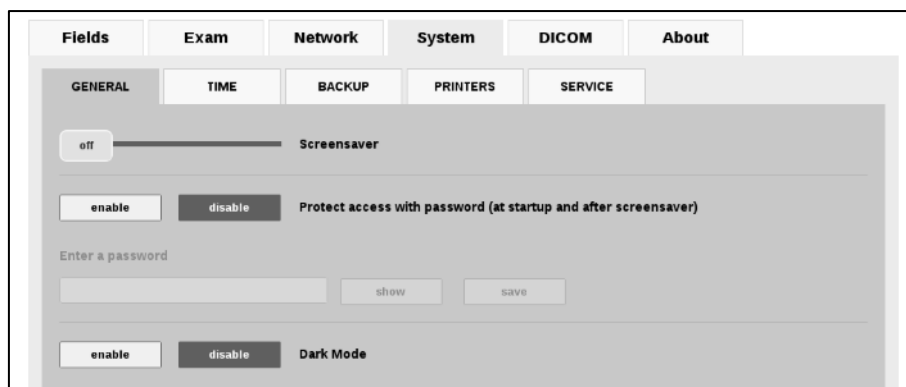 Fields Exam Network System DICOM About
GENERAL TIME BACKUP PRINTERS SERVICE
off Screensaver
enable disable Protect access with password (at startup and after screensaver)
Enter a password
show save
enable disable Dark Mode